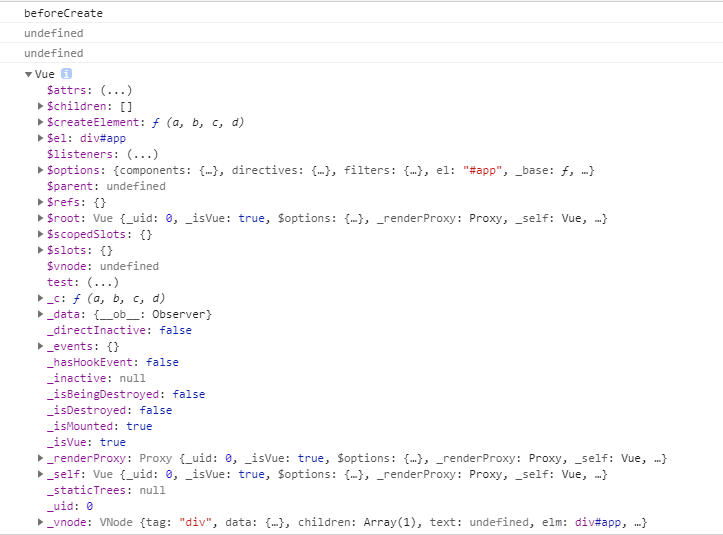 beforeCreate
undefined
undefined
▼Vue i
$attrs: (...)
▶$children: []
▶$createElement: ƒ (a, b, c, d)
▶$el: div#app
$listeners: (...)
▶$options: {components: {…}, directives: {…}, filters: {…}, el: "#app", _base: ƒ, …}
$parent: undefined
▶$refs: {}
▶$root: Vue {_uid: 0, _isVue: true, $options: {…}, _renderProxy: Proxy, _self: Vue, …}
▶$scopedSlots: {}
▶$slots: {}
$vnode: undefined
test: (...)
▶_c: ƒ (a, b, c, d)
▶_data: {__ob__: Observer}
_directInactive: false
▶_events: {}
_hasHookEvent: false
_inactive: null
_isBeingDestroyed: false
_isDestroyed: false
_isMounted: true
_isVue: true
▶_renderProxy: Proxy {_uid: 0, _isVue: true, $options: {…}, _renderProxy: Proxy, _self: Vue, …}
▶_self: Vue {_uid: 0, _isVue: true, $options: {…}, _renderProxy: Proxy, _self: Vue, …}
_staticTrees: null
_uid: 0
▶_vnode: VNode {tag: "div", data: {…}, children: Array(1), text: undefined, elm: div#app, …}